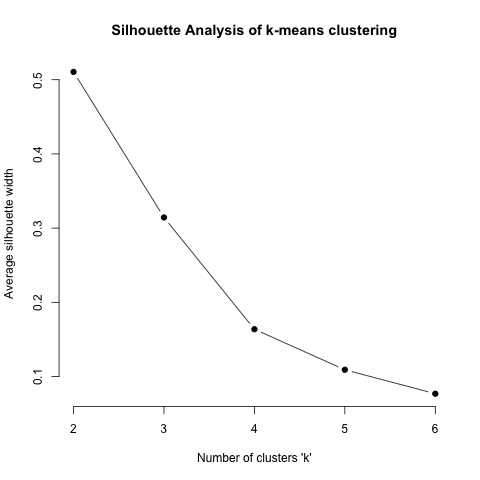 Silhouette Analysis of k-means clustering
Average silhouette width
0.5
0.4
0.3
0.2
0.1
2 3 4 5 6
Number of clusters 'k'